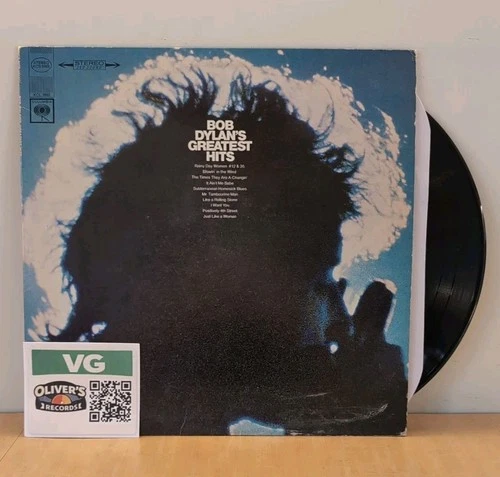 STEREO
BOB
DYLAN'S
GREATEST
HITS
Rainy Day Women #12 & 35
Blowin' in the Wind
The Times They Are A-Changin'
It Ain't Me Babe
Subterranean Homesick Blues
Mr. Tambourine Man
Like a Rolling Stone
I Want You
Positively 4th Street
Just Like a Woman
VG
OLIVER'S
RECORDS